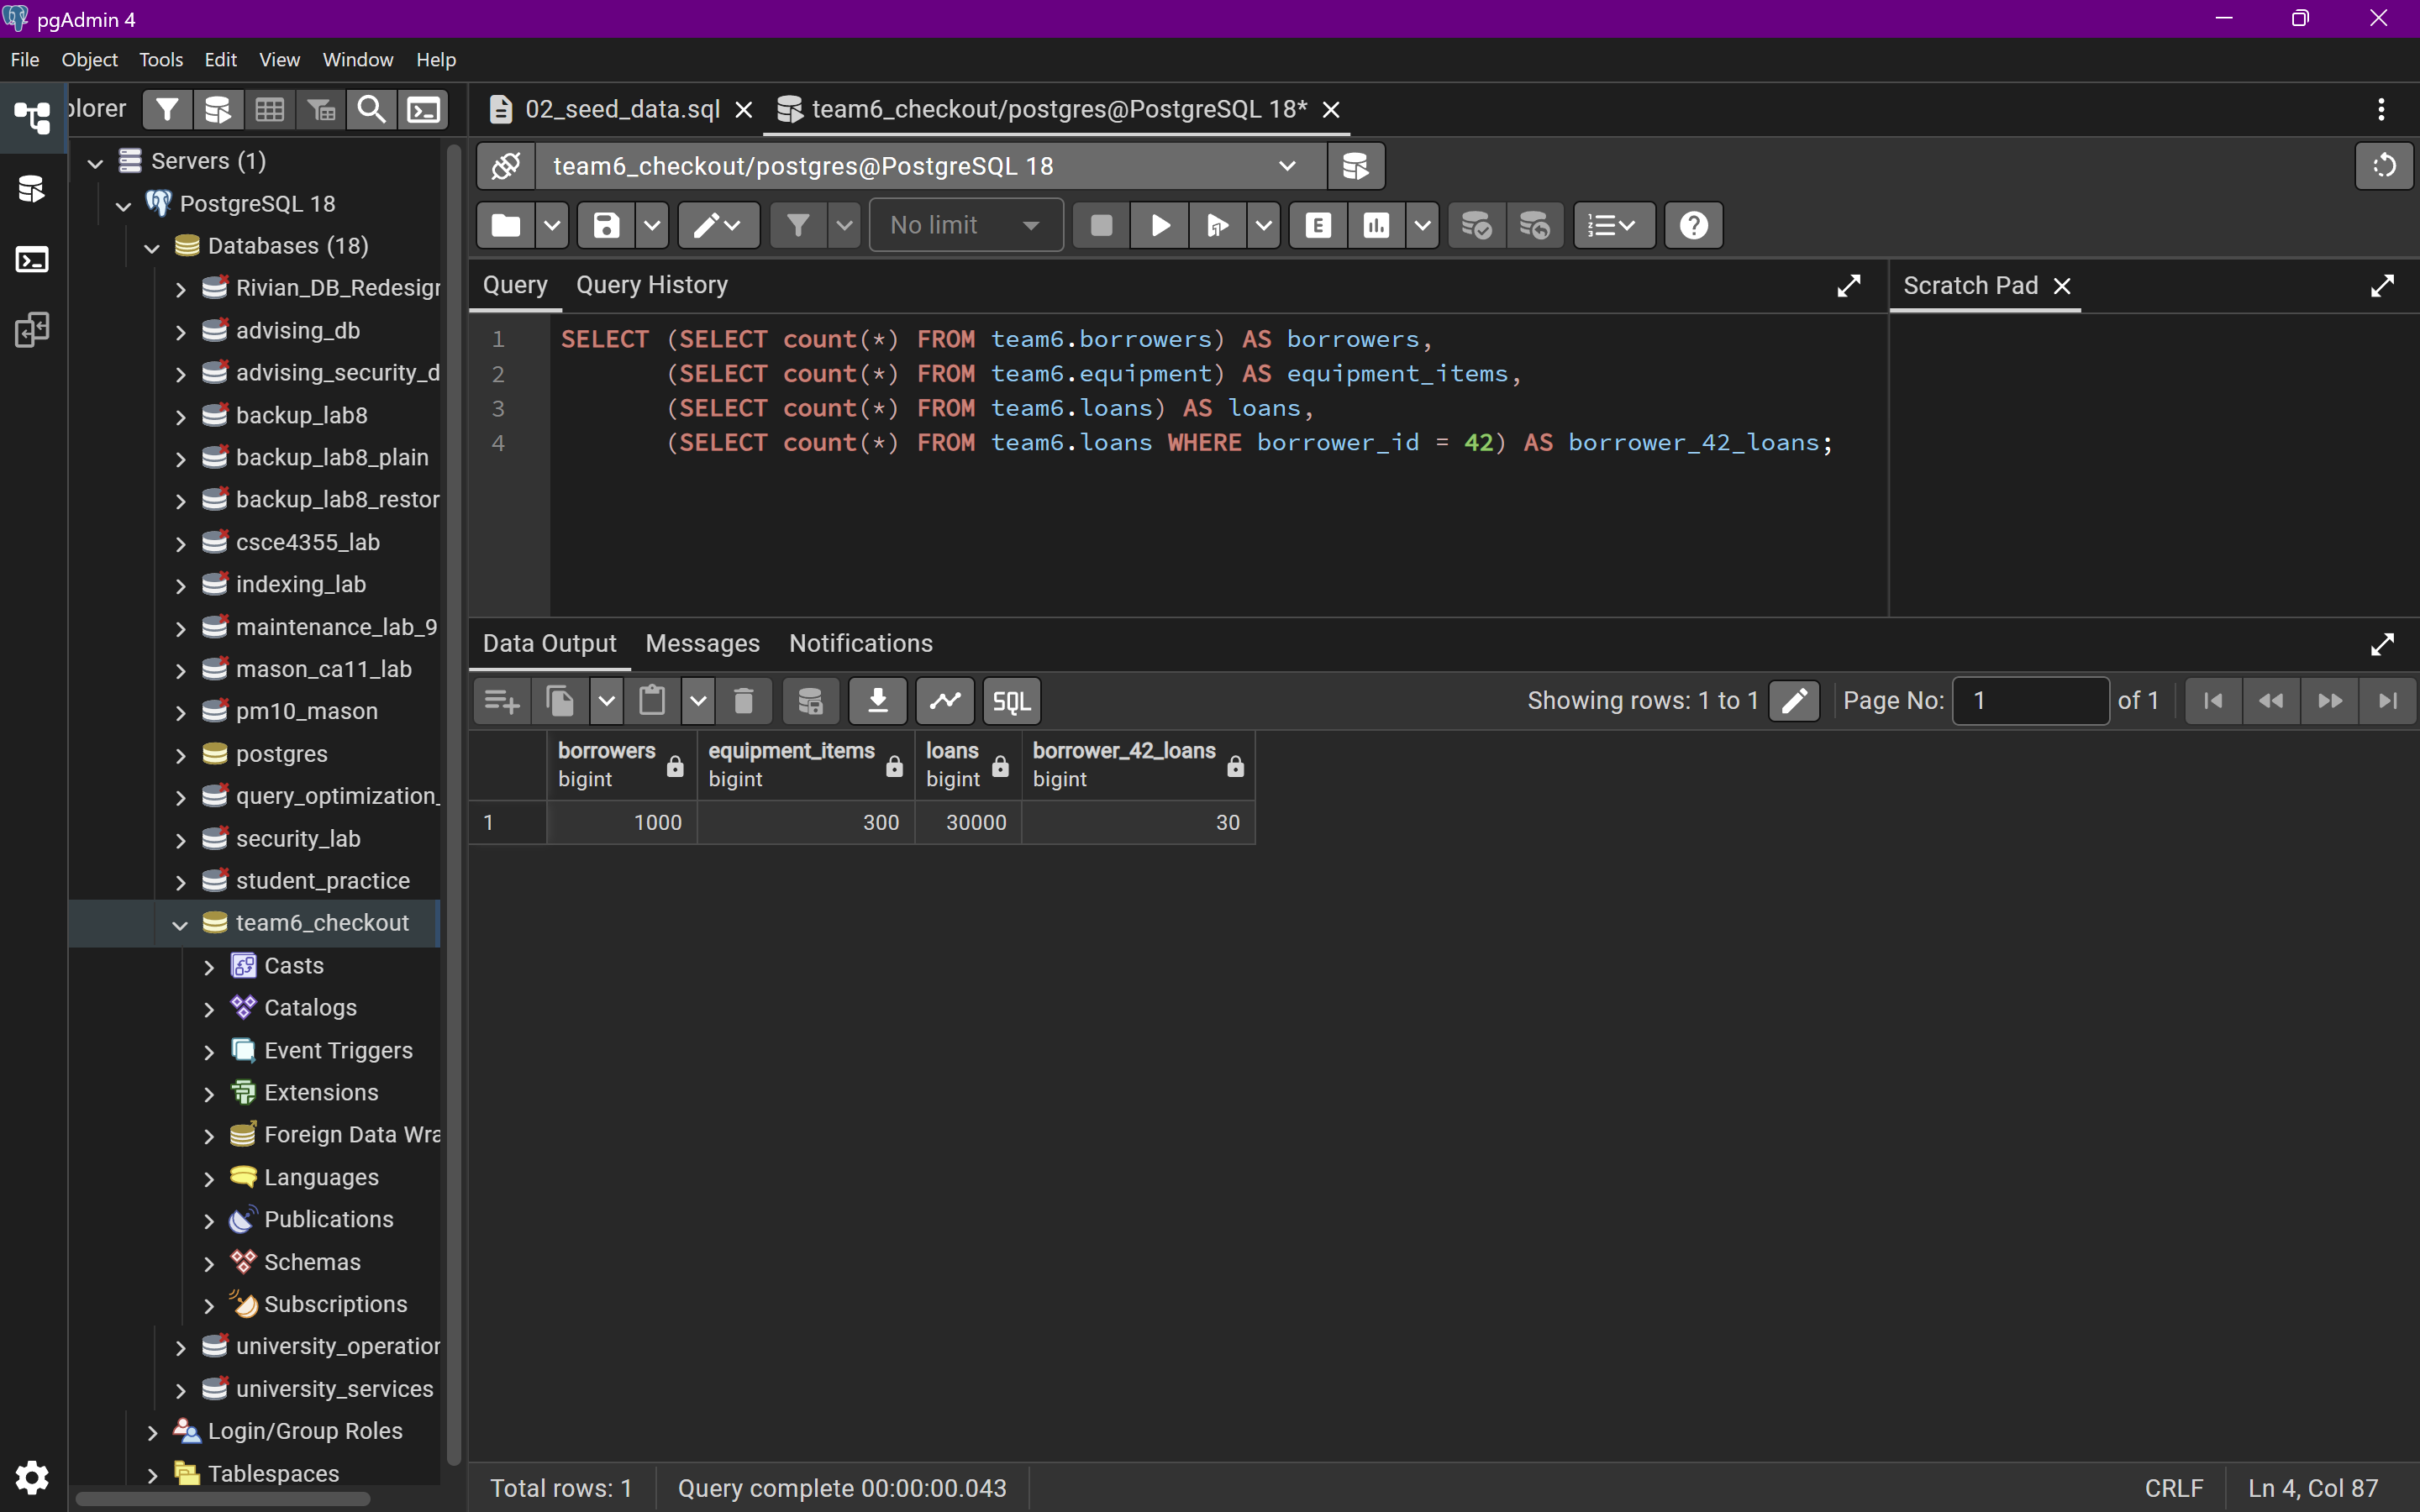 pgAdmin 4
File Object Tools Edit View Window Help
plorer
02_seed_data.sql
team6_checkout/postgres@PostgreSQL 18*
Servers (1)
PostgreSQL 18
Databases (18)
Rivian_DB_Redesign
advising_db
advising_security_d
backup_lab8
backup_lab8_plain
backup_lab8_restor
csce4355_lab
indexing_lab
maintenance_lab_9
mason_ca11_lab
pm10_mason
postgres
query_optimization_
security_lab
student_practice
team6_checkout
Casts
Catalogs
Event Triggers
Extensions
Foreign Data Wra
Languages
Publications
Schemas
Subscriptions
university_operation
university_services
Login/Group Roles
Tablespaces
team6_checkout/postgres@PostgreSQL 18
No limit
E
Query Query History
Scratch Pad
1 SELECT (SELECT count(*) FROM team6.borrowers) AS borrowers,
2 (SELECT count(*) FROM team6.equipment) AS equipment_items,
3 (SELECT count(*) FROM team6.loans) AS loans,
4 (SELECT count(*) FROM team6.loans WHERE borrower_id = 42) AS borrower_42_loans;
Data Output Messages Notifications
SQL
Showing rows: 1 to 1
Page No: 1 of 1
borrowers equipment_items loans borrower_42_loans
bigint bigint bigint bigint
1 1000 300 30000 30
Total rows: 1
Query complete 00:00:00.043
CRLF
Ln 4, Col 87